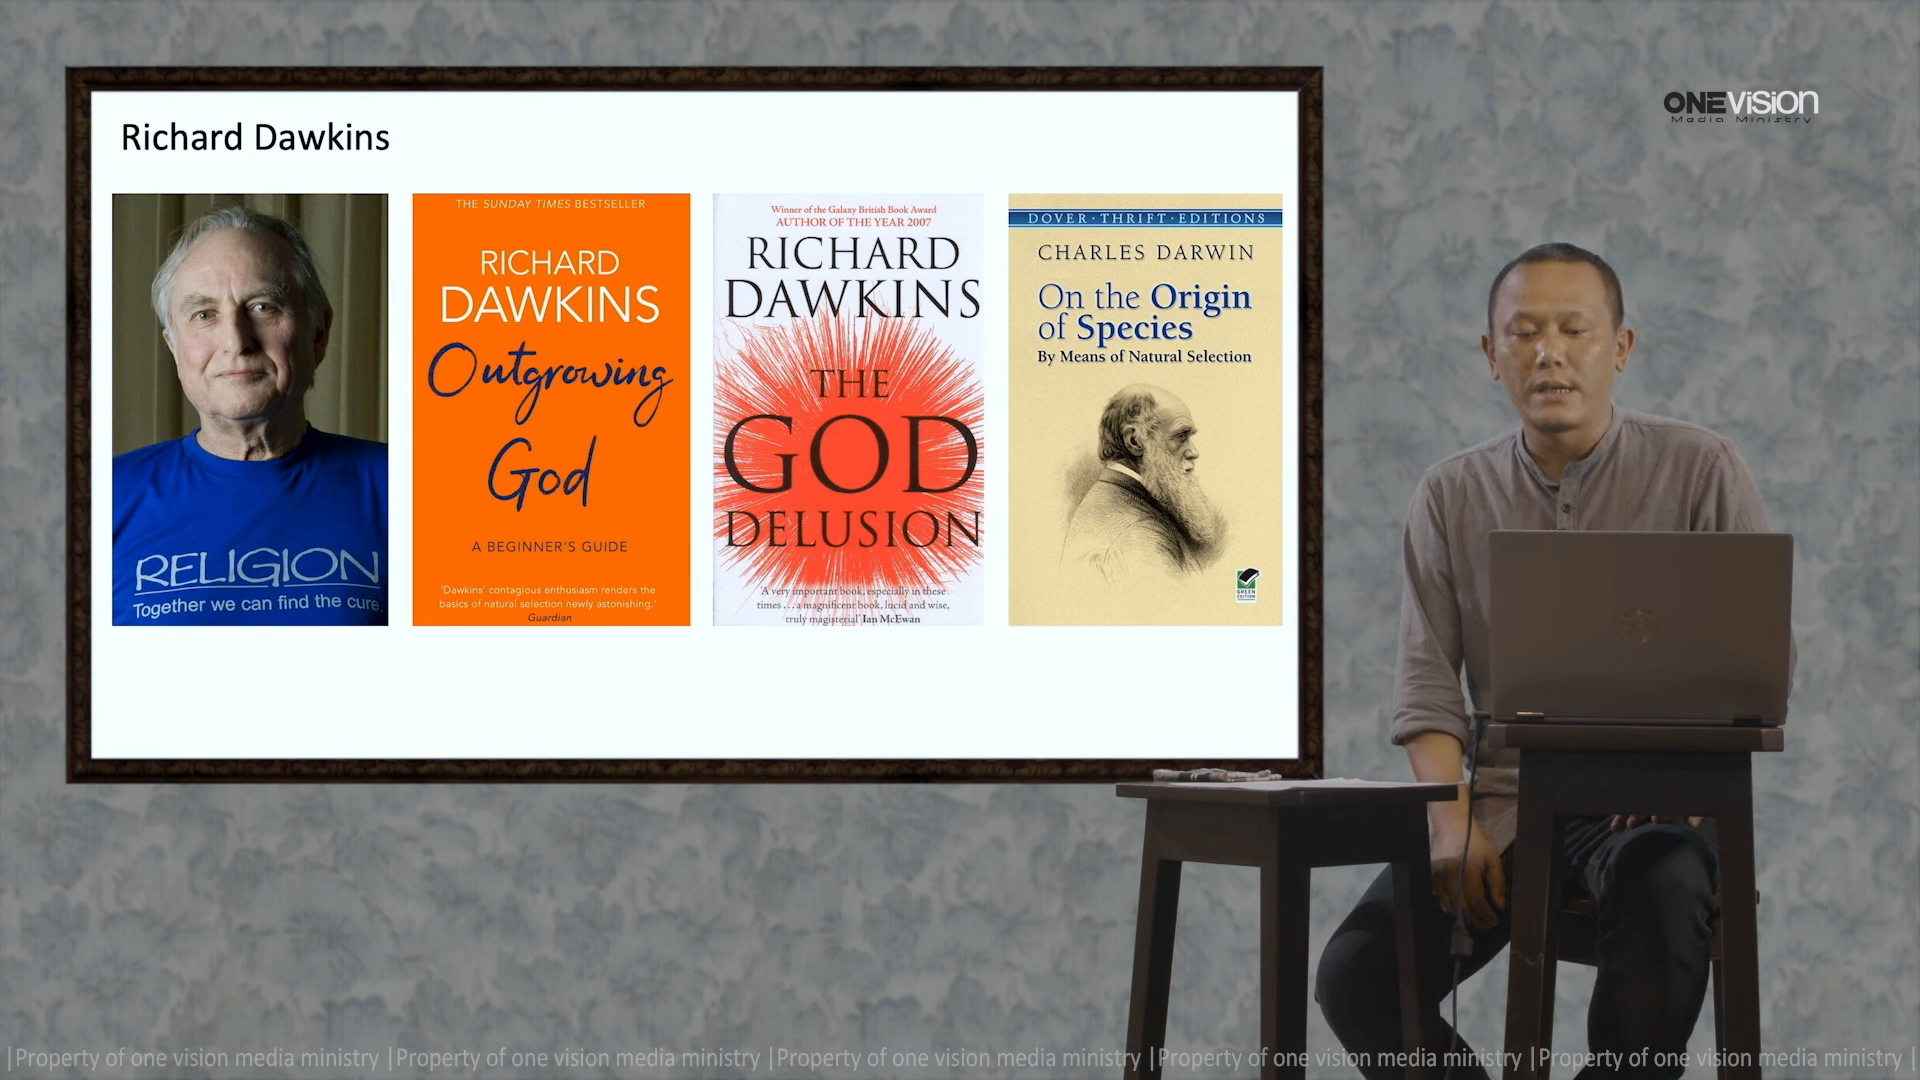 Richard Dawkins
RELIGION
Together we can find the cure.
THE SUNDAY TIMES BESTSELLER
RICHARD
DAWKINS
Outgrowing
God
A BEGINNER'S GUIDE
'Dawkins' contagious enthusiasm renders the
basics of natural selection newly astonishing.'
Guardian
Winner of the Galaxy British Book Award
AUTHOR OF THE YEAR 2007
RICHARD
DAWKINS
THE
GOD
DELUSION
'A very important book, especially in these
times . . . a magnificent book, lucid and wise,
truly magisterial' Ian McEwan
DOVER · THRIFT · EDITIONS
CHARLES DARWIN
On the Origin
of Species
By Means of Natural Selection
GREEN
EDITION
ONEVISION
Media Ministry
|Property of one vision media ministry |Property of one vision media ministry |Property of one vision media ministry |Property of one vision media ministry |Property of one vision media ministry |